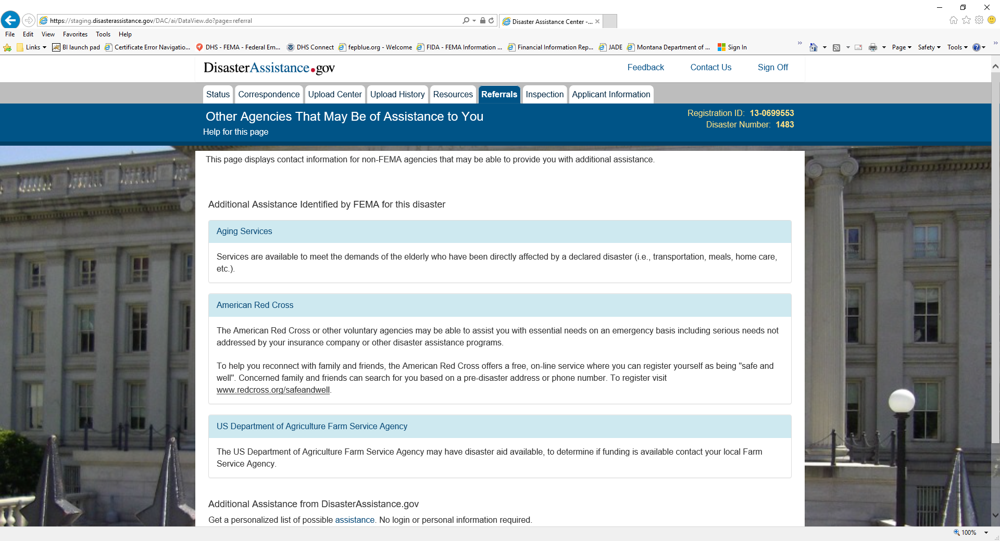 https://staging.disasterassistance.gov/DAC/ai/DataView.do?page=referral
Disaster Assistance Center -...
File Edit View Favorites Tools Help
Links BI launch pad Certificate Error Navigatio... DHS - FEMA - Federal Em... DHS Connect fepblue.org - Welcome FIDA - FEMA Information ... Financial Information Rep... JADE Montana Department of ... Sign In Page Safety Tools
DisasterAssistance.gov
Feedback Contact Us Sign Off
Status Correspondence Upload Center Upload History Resources Referrals Inspection Applicant Information
Other Agencies That May Be of Assistance to You
Help for this page
Registration ID: 13-0699553
Disaster Number: 1483
This page displays contact information for non-FEMA agencies that may be able to provide you with additional assistance.
Additional Assistance Identified by FEMA for this disaster
Aging Services
Services are available to meet the demands of the elderly who have been directly affected by a declared disaster (i.e., transportation, meals, home care,
etc.).
American Red Cross
The American Red Cross or other voluntary agencies may be able to assist you with essential needs on an emergency basis including serious needs not
addressed by your insurance company or other disaster assistance programs.
To help you reconnect with family and friends, the American Red Cross offers a free, on-line service where you can register yourself as being "safe and
well". Concerned family and friends can search for you based on a pre-disaster address or phone number. To register visit
www.redcross.org/safeandwell.
US Department of Agriculture Farm Service Agency
The US Department of Agriculture Farm Service Agency may have disaster aid available, to determine if funding is available contact your local Farm
Service Agency.
Additional Assistance from DisasterAssistance.gov
Get a personalized list of possible assistance. No login or personal information required.
100%